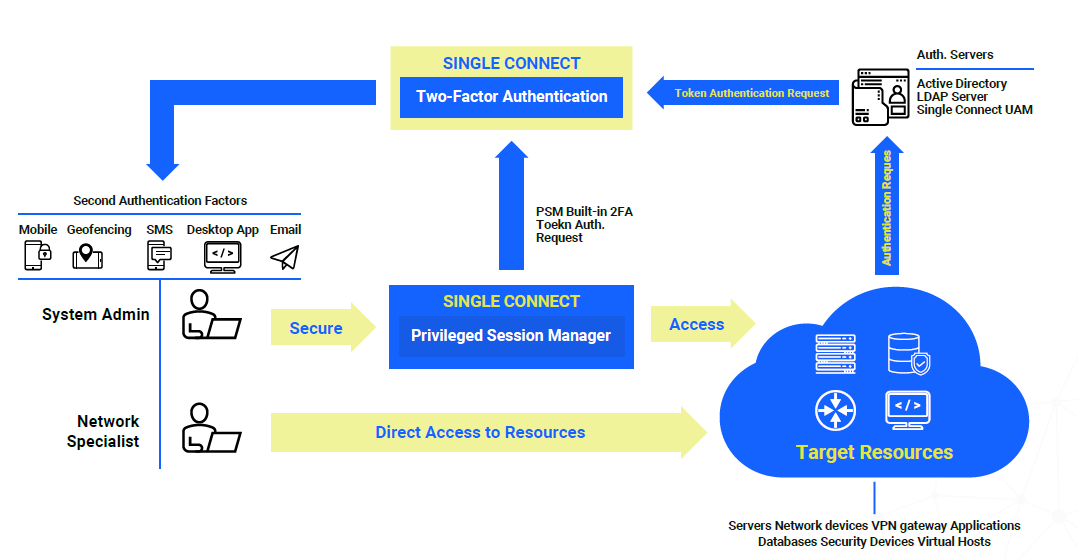 SINGLE CONNECT
Two-Factor Authentication
Token Authentication Request
Auth. Servers
Active Directory
LDAP Server
Single Connect UAM
Second Authentication Factors
Mobile
Geofencing
SMS
Desktop App
Email
PSM Built-in 2FA
Toekn Auth.
Request
Authentication Reques
System Admin
Secure
SINGLE CONNECT
Privileged Session Manager
Access
Network
Specialist
Direct Access to Resources
</>
</>
Target Resources
Servers Network devices VPN gateway Applications
Databases Security Devices Virtual Hosts